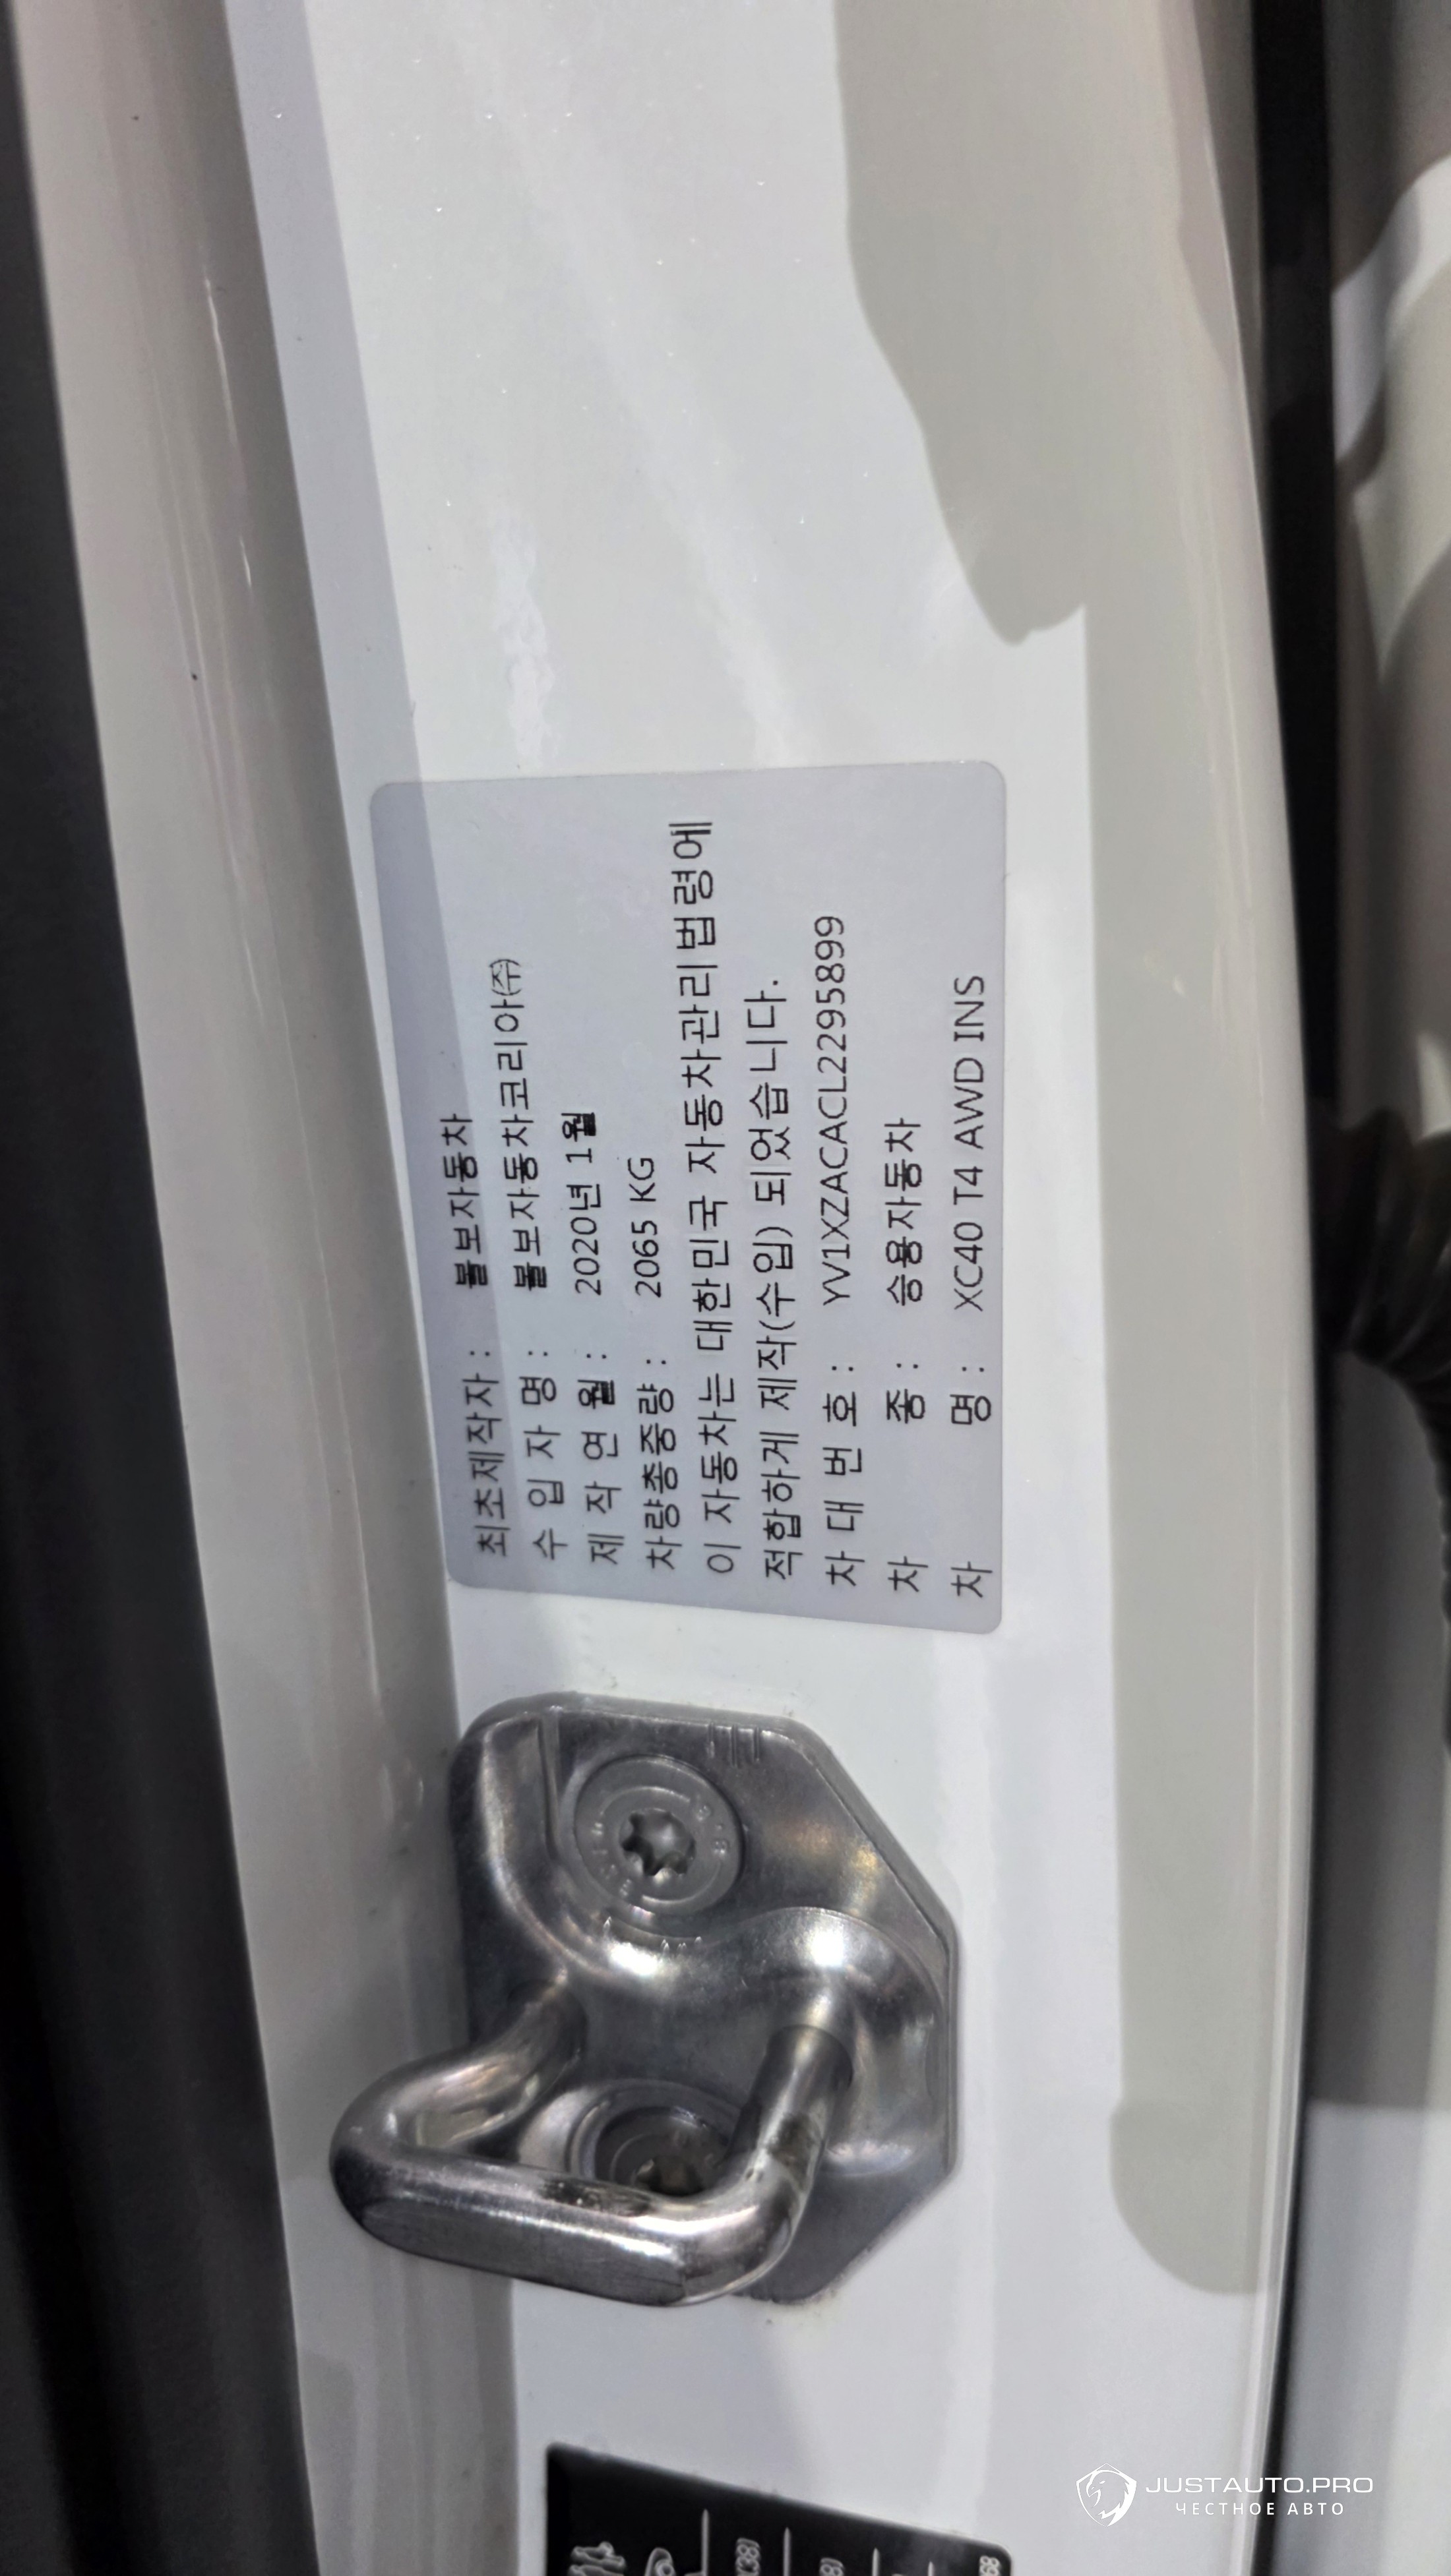 최초제작자 : 볼보자동차
수 입 자 명 : 볼보자동차코리아㈜
제 작 연 월 : 2020년 1월
차량총중량 : 2065 KG
이 자동차는 대한민국 자동차관리법령에
적합하게 제작(수입) 되었습니다.
차 대 번 호 : YV1XZACACL2295899
차 종 : 승용자동차
차 명 : XC40 T4 AWD INS
JUSTAUTO.PRO
ЧЕСТНОЕ АВТО